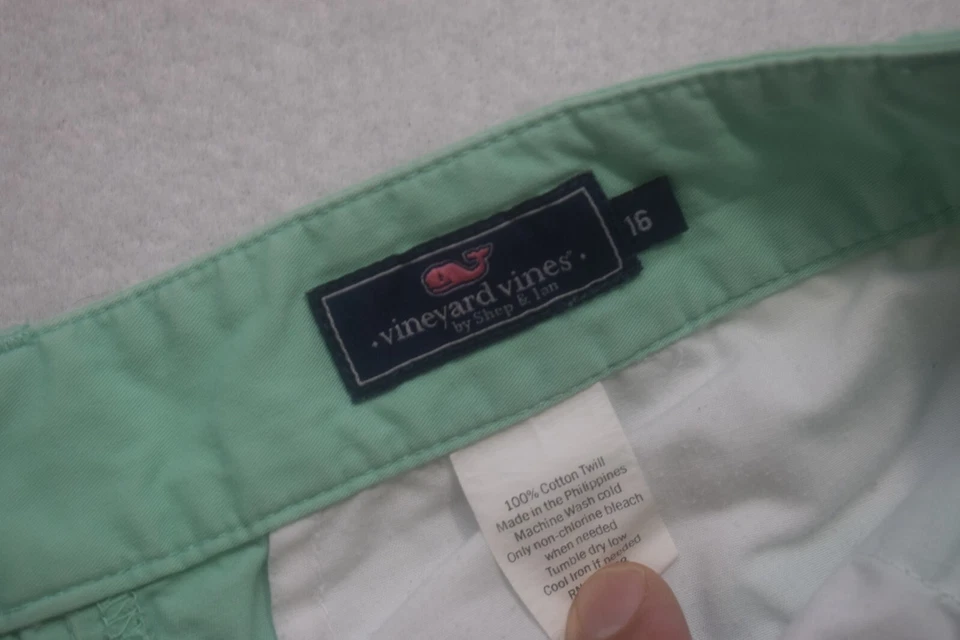 16
vineyard vines
by Shep & Ian
100% Cotton Twill
Made in the Philippines
Machine Wash cold
Only non-chlorine bleach
when needed
Tumble dry low
Cool Iron if needed